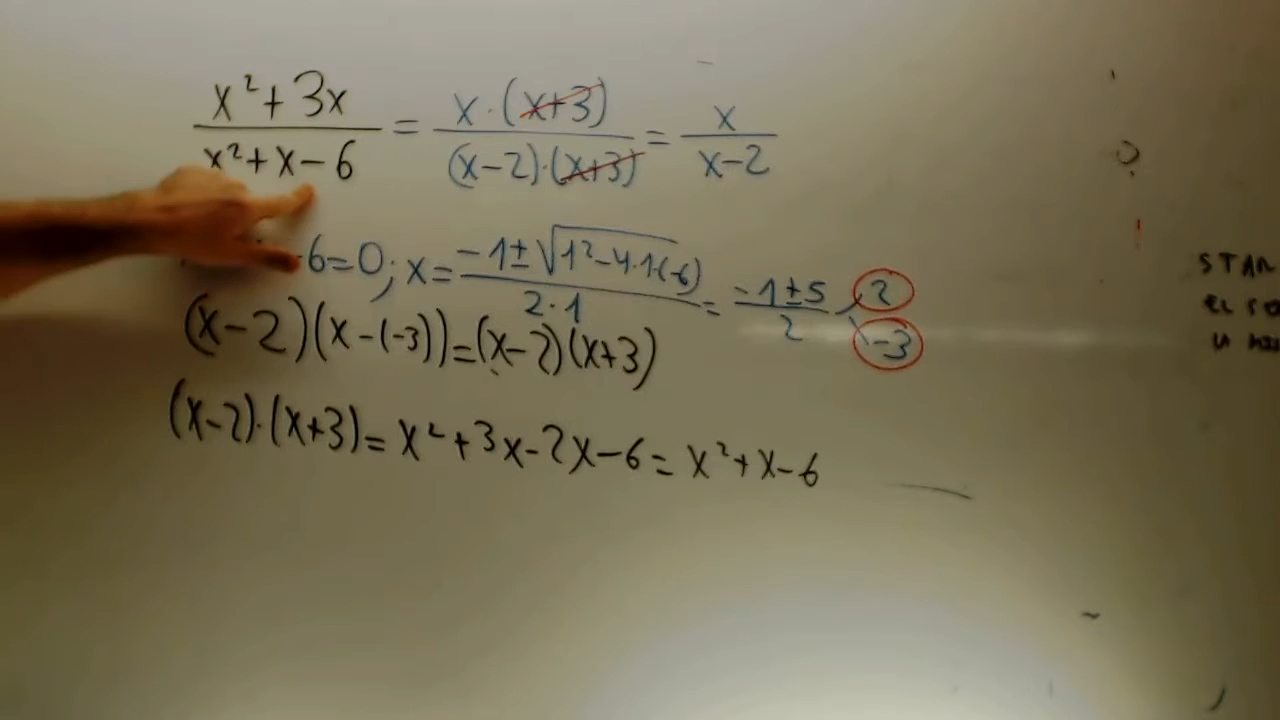 x² + 3x / x² + x - 6 = x · (x+3) / (x-2) · (x+3) = x / x-2
6 = 0; x = -1 ± √1² - 4·1·(-6) / 2·1 = -1 ± 5 / 2 2 -3
(x-2)(x-(-3)) = (x-2)(x+3)
(x-2)·(x+3) = x² + 3x - 2x - 6 = x² + x - 6
STAR